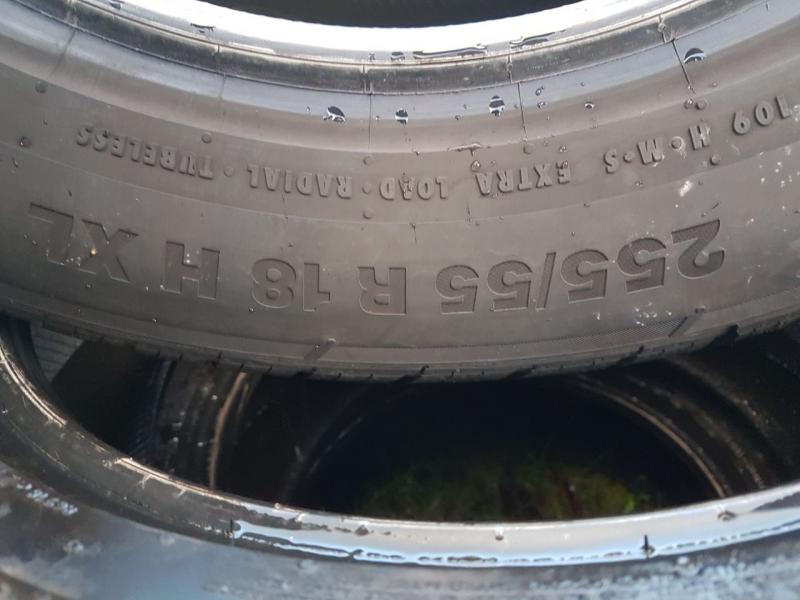 109 H • M•S EXTRA LOAD • RADIAL • TUBELESS
255/55 R 18 H XL